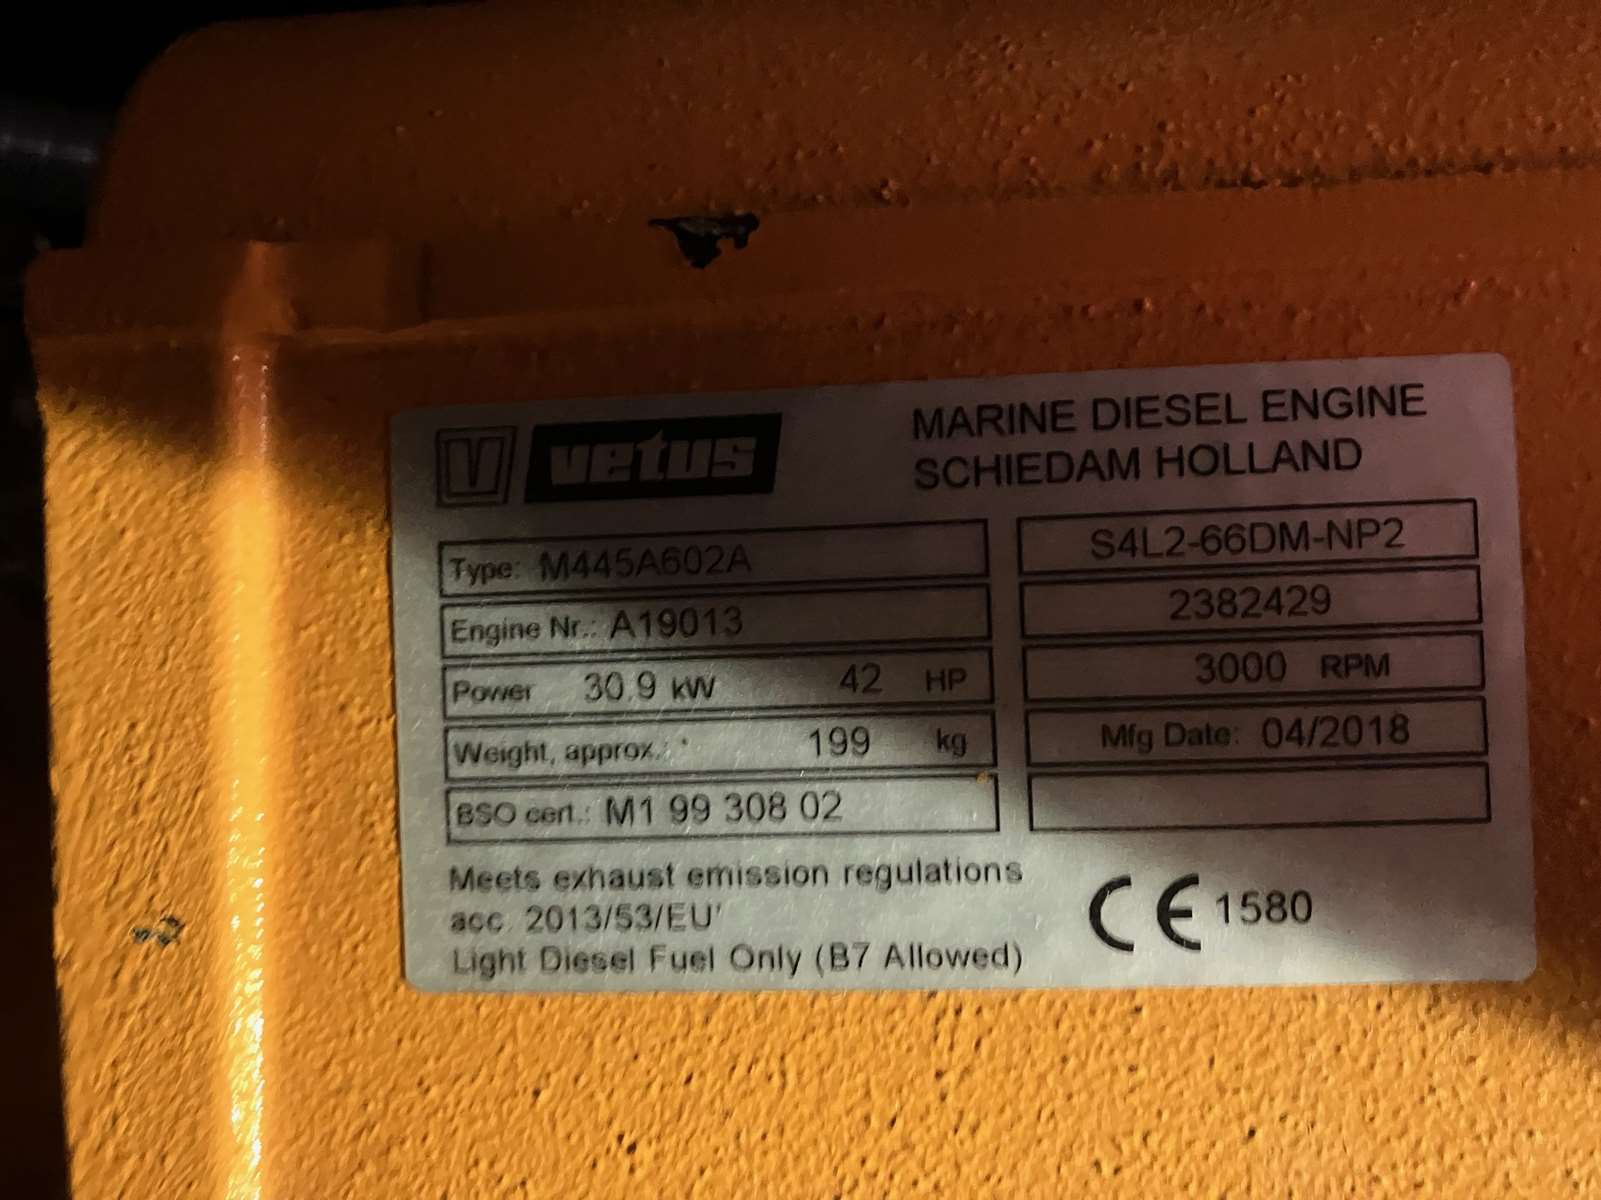 V vetus
MARINE DIESEL ENGINE
SCHIEDAM HOLLAND
Type: M445A602A
S4L2-66DM-NP2
Engine Nr.: A19013
2382429
Power 30.9 kW 42 HP
3000 RPM
Weight, approx.: 199 kg
Mfg Date: 04/2018
BSO cert.: M1 99 308 02
Meets exhaust emission regulations
acc. 2013/53/EU'
Light Diesel Fuel Only (B7 Allowed)
CE 1580